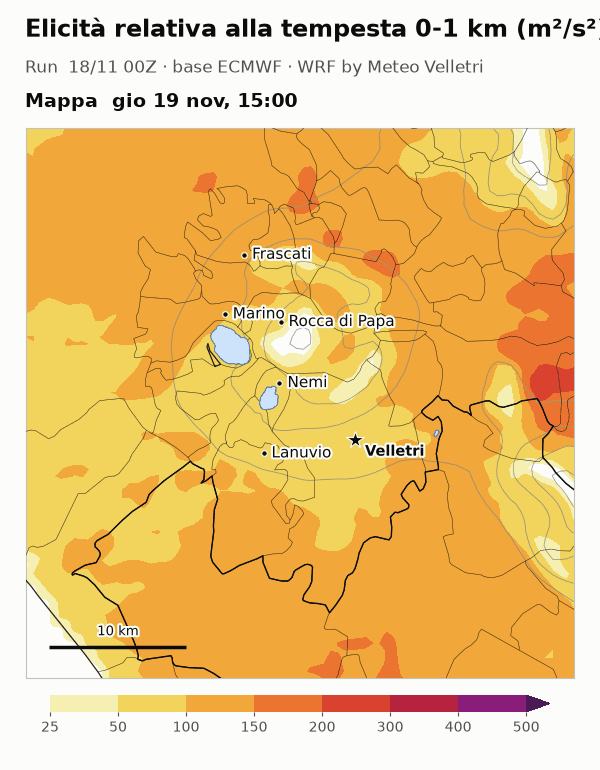 Elicità relativa alla tempesta 0-1 km (m²/s²)
Run 18/11 00Z · base ECMWF · WRF by Meteo Velletri
Mappa gio 19 nov, 15:00
Frascati
Marino
Rocca di Papa
Nemi
Velletri
Lanuvio
10 km
25 50 100 150 200 300 400 500